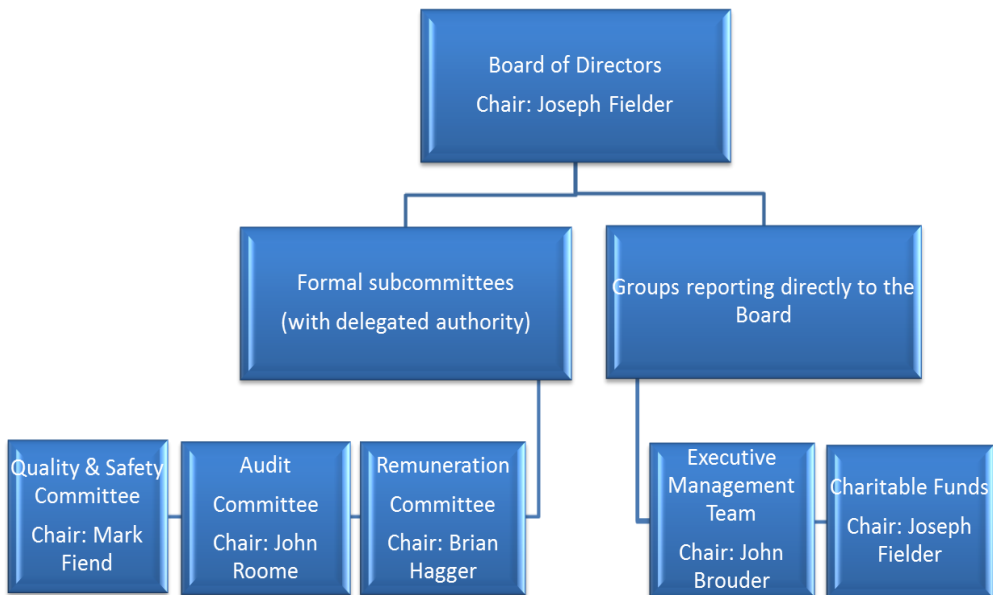 Board of Directors
Chair: Joseph Fielder
Formal subcommittees
(with delegated authority)
Groups reporting directly to the
Board
Quality & Safety
Committee
Chair: Mark
Fiend
Audit
Committee
Chair: John
Roome
Remuneration
Committee
Chair: Brian
Hagger
Executive
Management
Team
Chair: John
Brouder
Charitable Funds
Chair: Joseph
Fielder